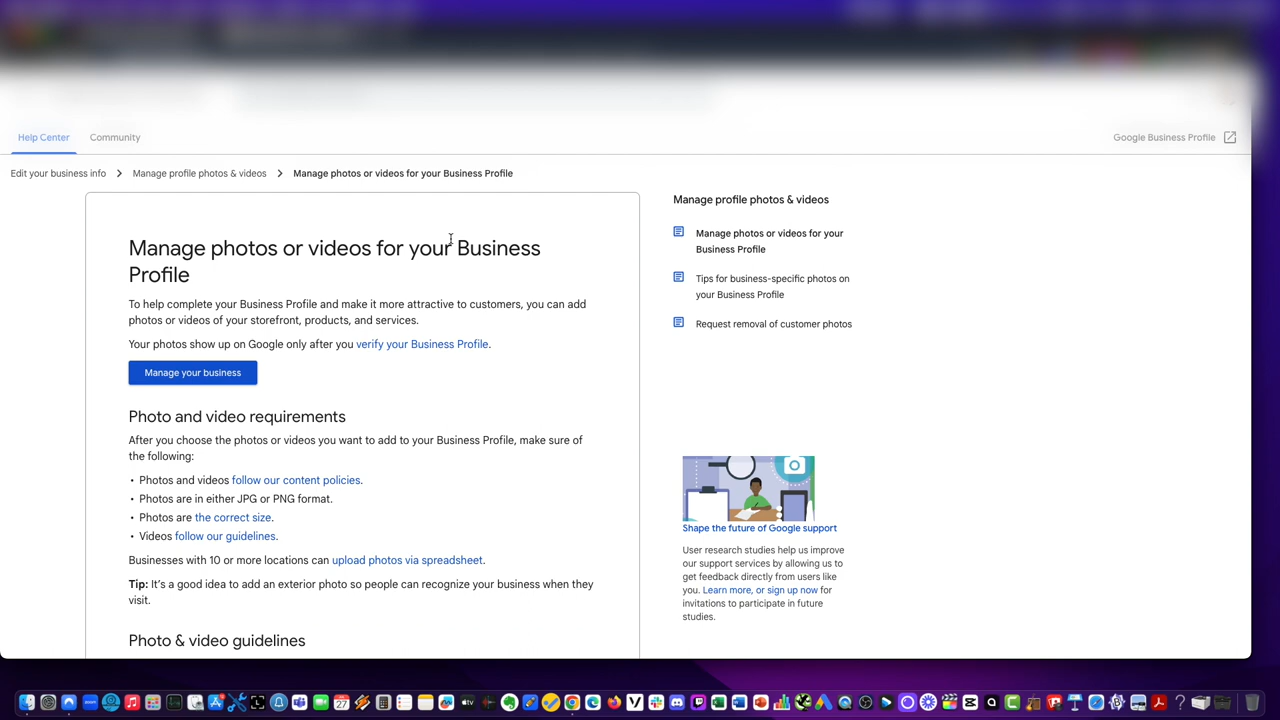 Help Center
Community
Google Business Profile
Edit your business info
Manage profile photos & videos
Manage photos or videos for your Business Profile
Manage photos or videos for your Business
Profile
To help complete your Business Profile and make it more attractive to customers, you can add
photos or videos of your storefront, products, and services.
Your photos show up on Google only after you verify your Business Profile.
Manage your business
Photo and video requirements
After you choose the photos or videos you want to add to your Business Profile, make sure of
the following:
• Photos and videos follow our content policies.
• Photos are in either JPG or PNG format.
• Photos are the correct size.
• Videos follow our guidelines.
Businesses with 10 or more locations can upload photos via spreadsheet.
Tip: It's a good idea to add an exterior photo so people can recognize your business when they
visit.
Photo & video guidelines
Manage profile photos & videos
Manage photos or videos for your
Business Profile
Tips for business-specific photos on
your Business Profile
Request removal of customer photos
Shape the future of Google support
User research studies help us improve
our support services by allowing us to
get feedback directly from users like
you. Learn more, or sign up now for
invitations to participate in future
studies.